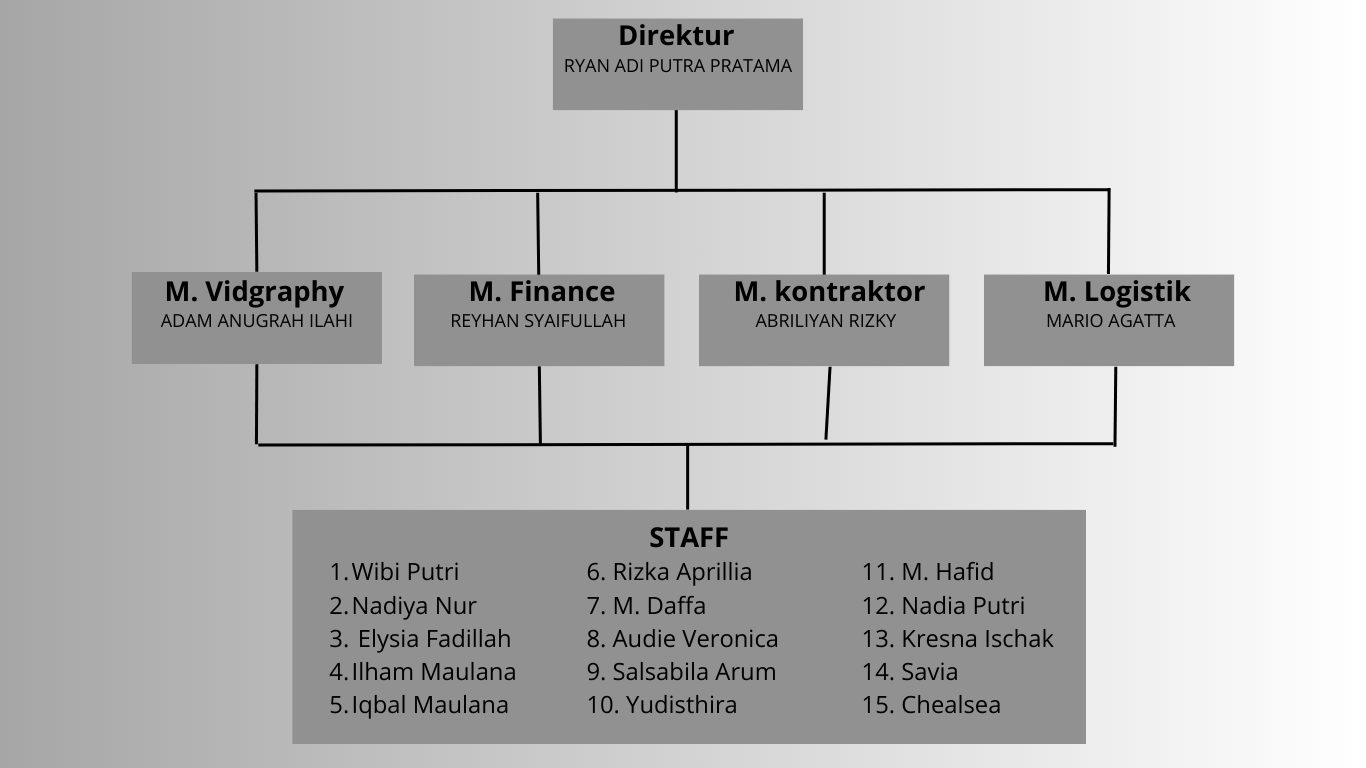 Direktur
RYAN ADI PUTRA PRATAMA
M. Vidgraphy
ADAM ANUGRAH ILAHI
M. Finance
REYHAN SYAIFULLAH
M. kontraktor
ABRILIYAN RIZKY
M. Logistik
MARIO AGATTA
STAFF
1. Wibi Putri
2. Nadiya Nur
3. Elysia Fadillah
4. Ilham Maulana
5. Iqbal Maulana
6. Rizka Aprillia
7. M. Daffa
8. Audie Veronica
9. Salsabila Arum
10. Yudisthira
11. M. Hafid
12. Nadia Putri
13. Kresna Ischak
14. Savia
15. Chealsea